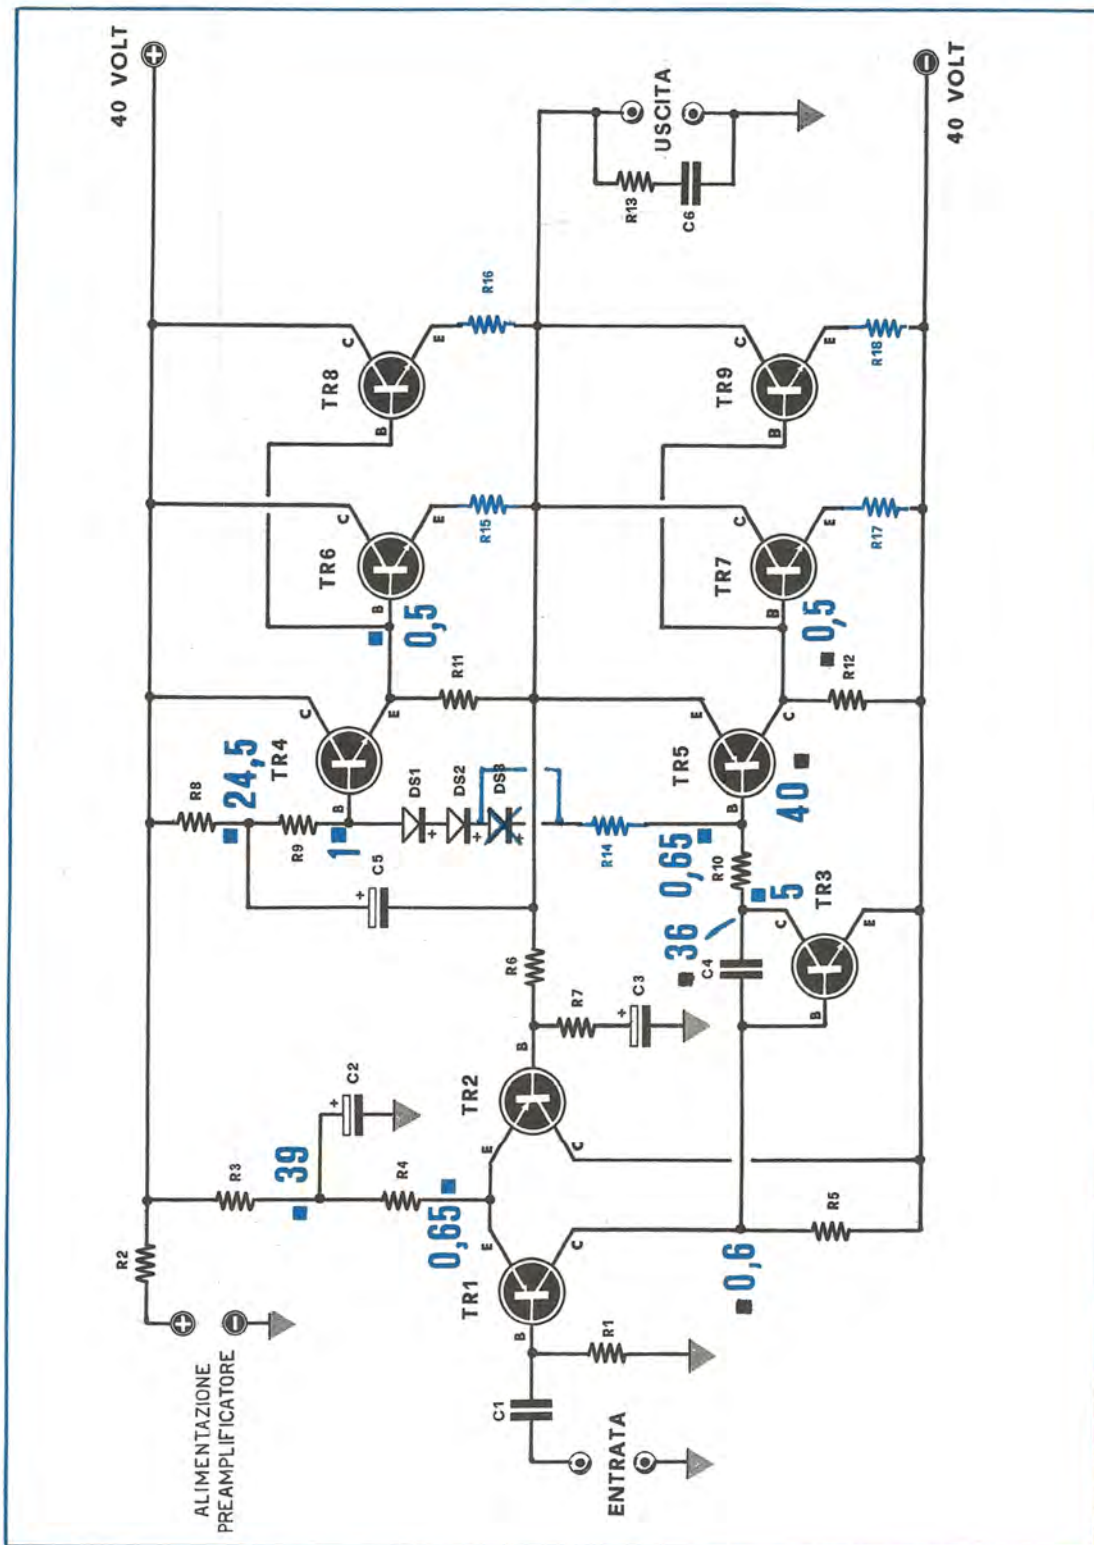 40 VOLT
R8
24,5
R9
1
B
C
TR4
E
DS1
+
DS2
+
DS3
+
C5
+
R11
0,5
B
C
TR6
E
R15
B
C
TR8
E
R16
R2
ALIMENTAZIONE
PREAMPLIFICATORE
R3
39
C2
+
R4
0,65
E
TR1
B
C
E
TR2
B
C
R6
R7
C3
+
C1
ENTRATA
R1
0,6
R5
36
C4
B
C
TR3
E
5
R10
0,65
R14
B
E
TR5
C
40
R12
0,5
B
C
TR7
E
R17
B
C
TR9
E
R18
R13
C6
USCITA
40 VOLT